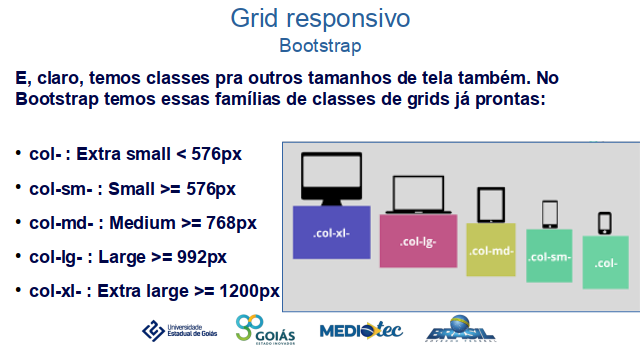 Grid responsivo
Bootstrap
E, claro, temos classes pra outros tamanhos de tela também. No
Bootstrap temos essas famílias de classes de grids já prontas:
• col- : Extra small < 576px
• col-sm- : Small >= 576px
• col-md- : Medium >= 768px
• col-lg- : Large >= 992px
• col-xl- : Extra large >= 1200px
.col-xl-
.col-lg-
.col-md-
.col-sm-
.col-
Universidade
Estadual de Goiás
GOIÁS
ESTADO INOVADOR
MEDIOtec
BRASIL
GOVERNO FEDERAL